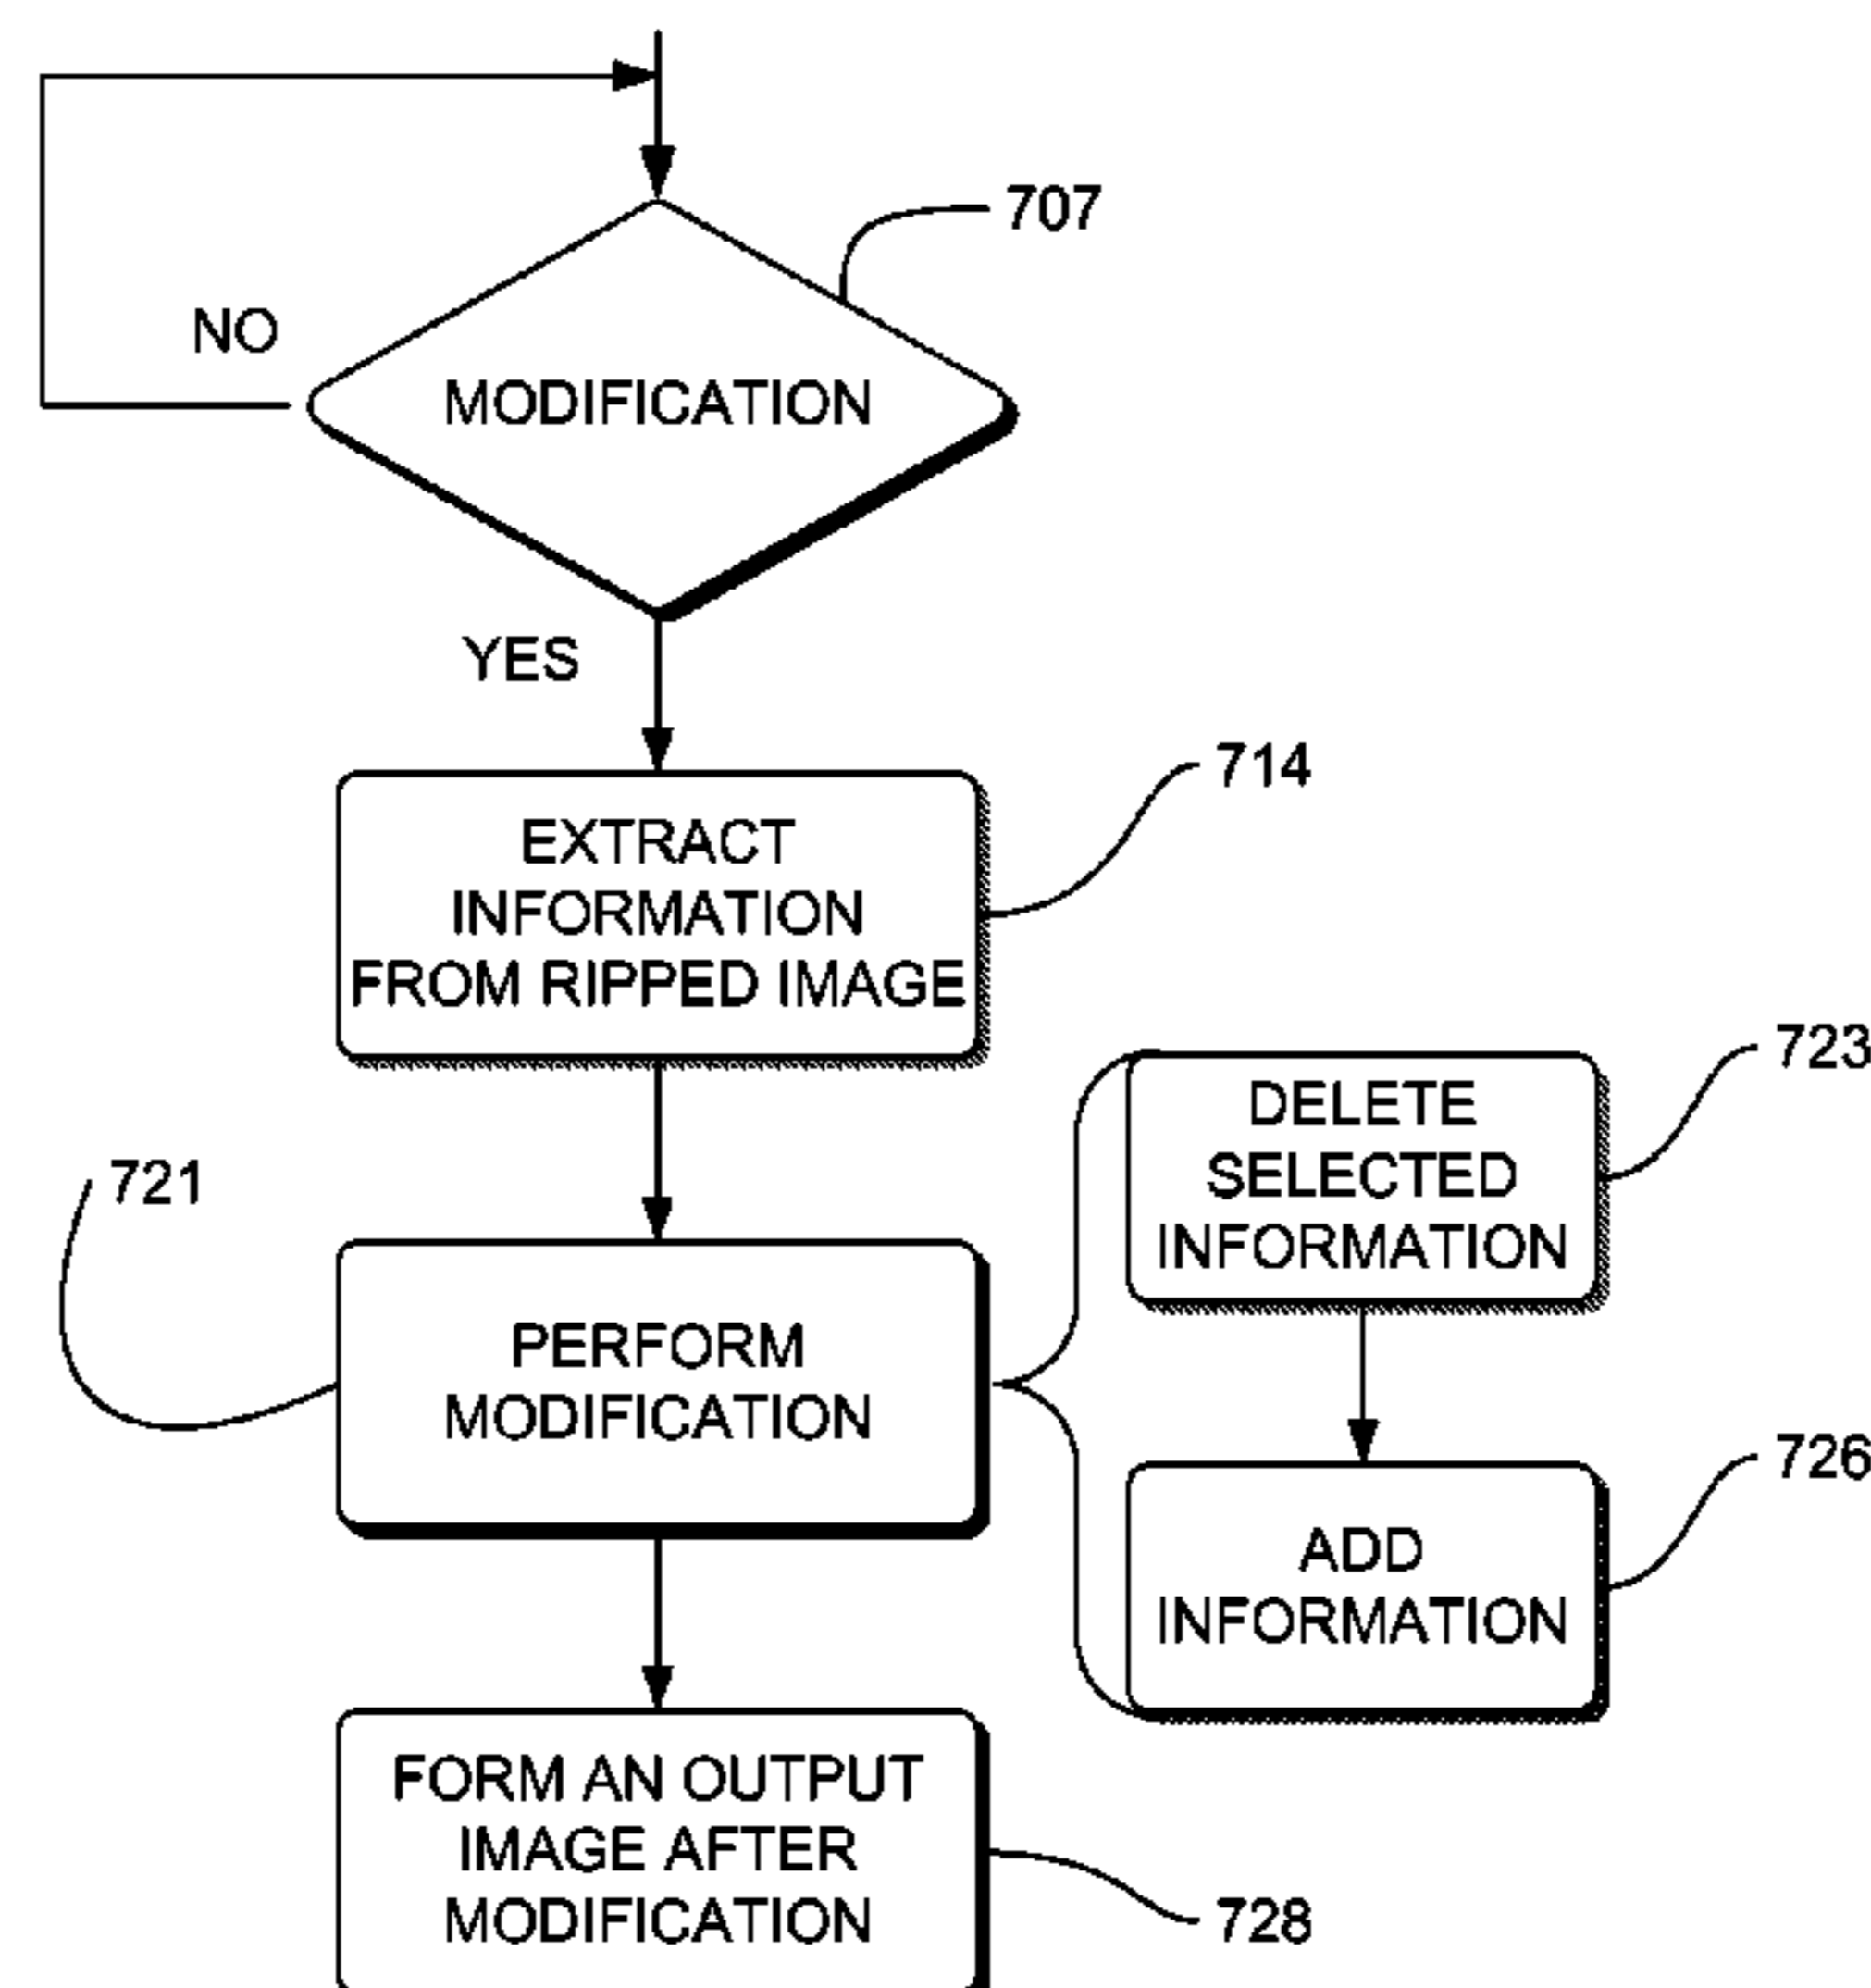 707
NO
MODIFICATION
YES
714
EXTRACT
INFORMATION
FROM RIPPED IMAGE
723
DELETE
SELECTED
INFORMATION
721
PERFORM
MODIFICATION
726
ADD
INFORMATION
FORM AN OUTPUT
IMAGE AFTER
MODIFICATION
728